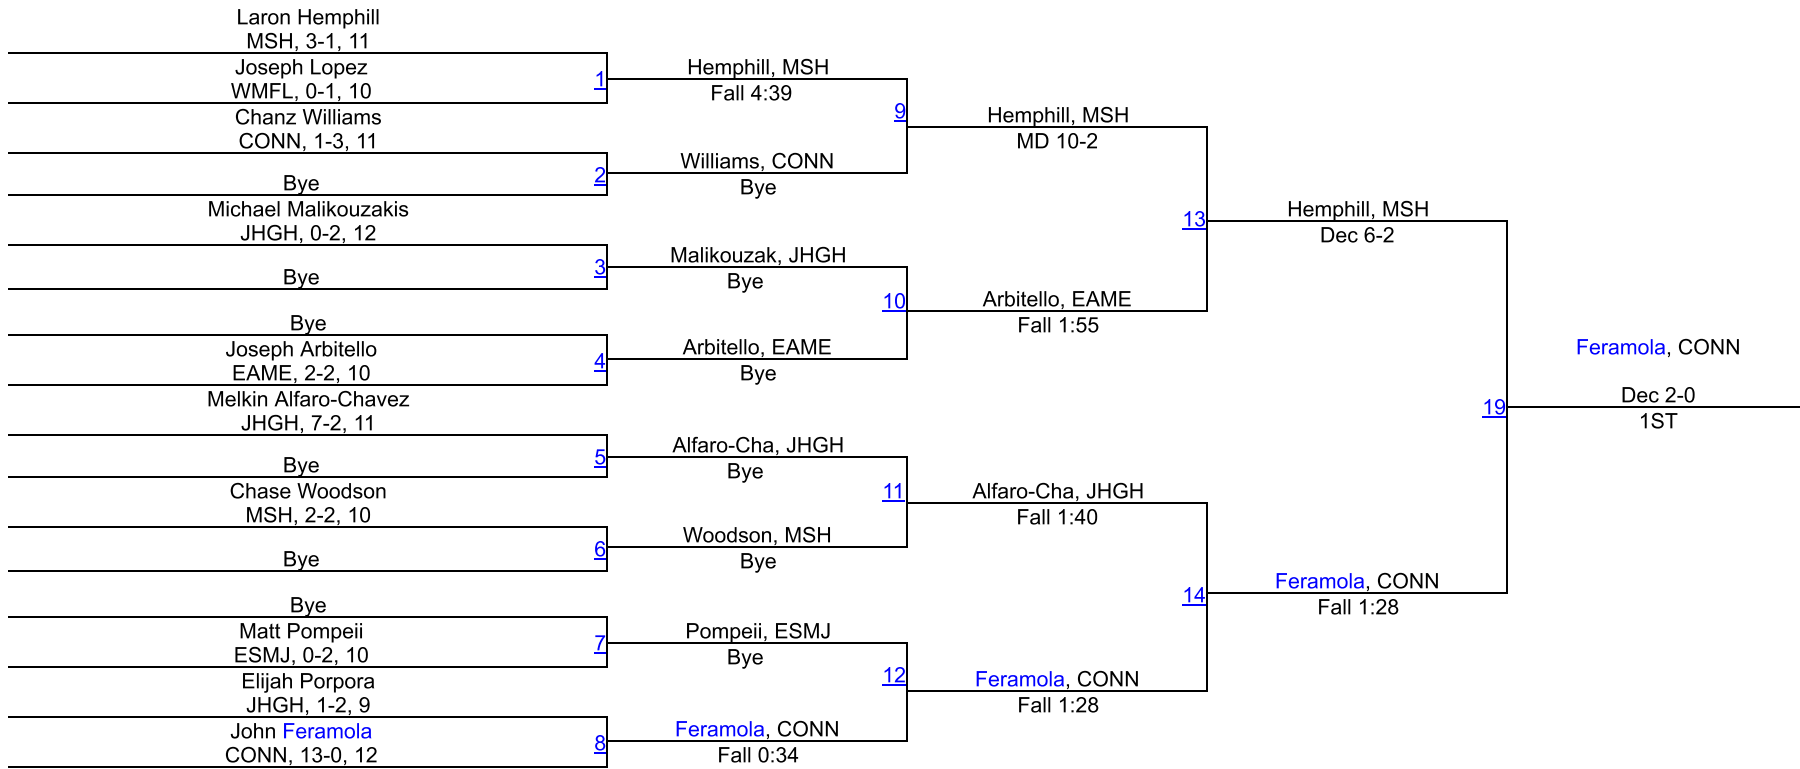 Laron Hemphill
MSH, 3-1, 11
Joseph Lopez
WMFL, 0-1, 10
1
Chanz Williams
CONN, 1-3, 11
Bye
2
Michael Malikouzakis
JHGH, 0-2, 12
Bye
3
Bye
Joseph Arbitello
EAME, 2-2, 10
4
Melkin Alfaro-Chavez
JHGH, 7-2, 11
Bye
5
Chase Woodson
MSH, 2-2, 10
Bye
6
Bye
Matt Pompeii
ESMJ, 0-2, 10
7
Elijah Porpora
JHGH, 1-2, 9
John Feramola
CONN, 13-0, 12
8
Hemphill, MSH
Fall 4:39
9
Williams, CONN
Bye
Malikouzak, JHGH
Bye
10
Arbitello, EAME
Bye
Alfaro-Cha, JHGH
Bye
11
Woodson, MSH
Bye
Pompeii, ESMJ
Bye
12
Feramola, CONN
Fall 0:34
Hemphill, MSH
MD 10-2
13
Arbitello, EAME
Fall 1:55
Alfaro-Cha, JHGH
Fall 1:40
14
Feramola, CONN
Fall 1:28
Hemphill, MSH
Dec 6-2
19
Feramola, CONN
Fall 1:28
Feramola, CONN
Dec 2-0
1ST